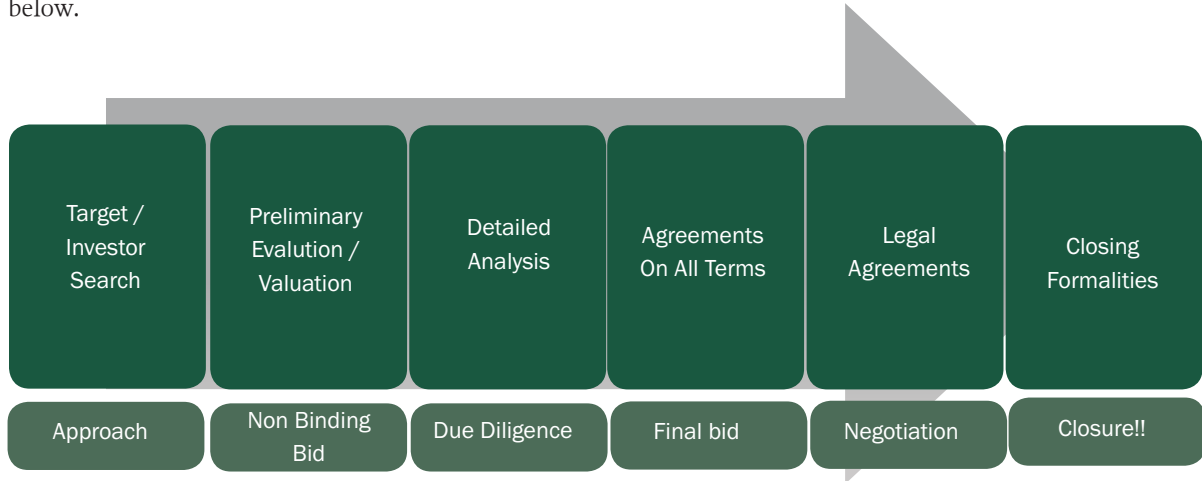 below.
Target /
Investor
Search
Preliminary
Evalution /
Valuation
Detailed
Analysis
Agreements
On All Terms
Legal
Agreements
Closing
Formalities
Approach
Non Binding
Bid
Due Diligence
Final bid
Negotiation
Closure!!